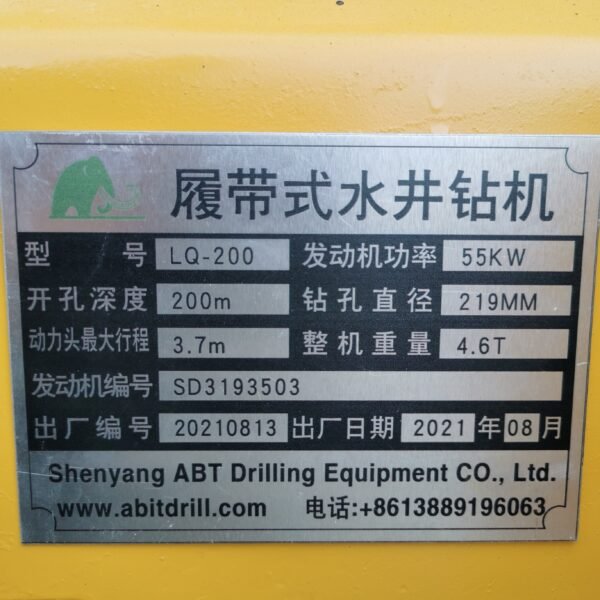 履带式水井钻机
型 号 LQ-200 发动机功率 55KW
开孔深度 200m 钻孔直径 219MM
动力头最大行程 3.7m 整机重量 4.6T
发动机编号 SD3193503
出厂编号 20210813 出厂日期 2021 年 08 月
Shenyang ABT Drilling Equipment CO., Ltd.
www.abitdrill.com 电话:+8613889196063